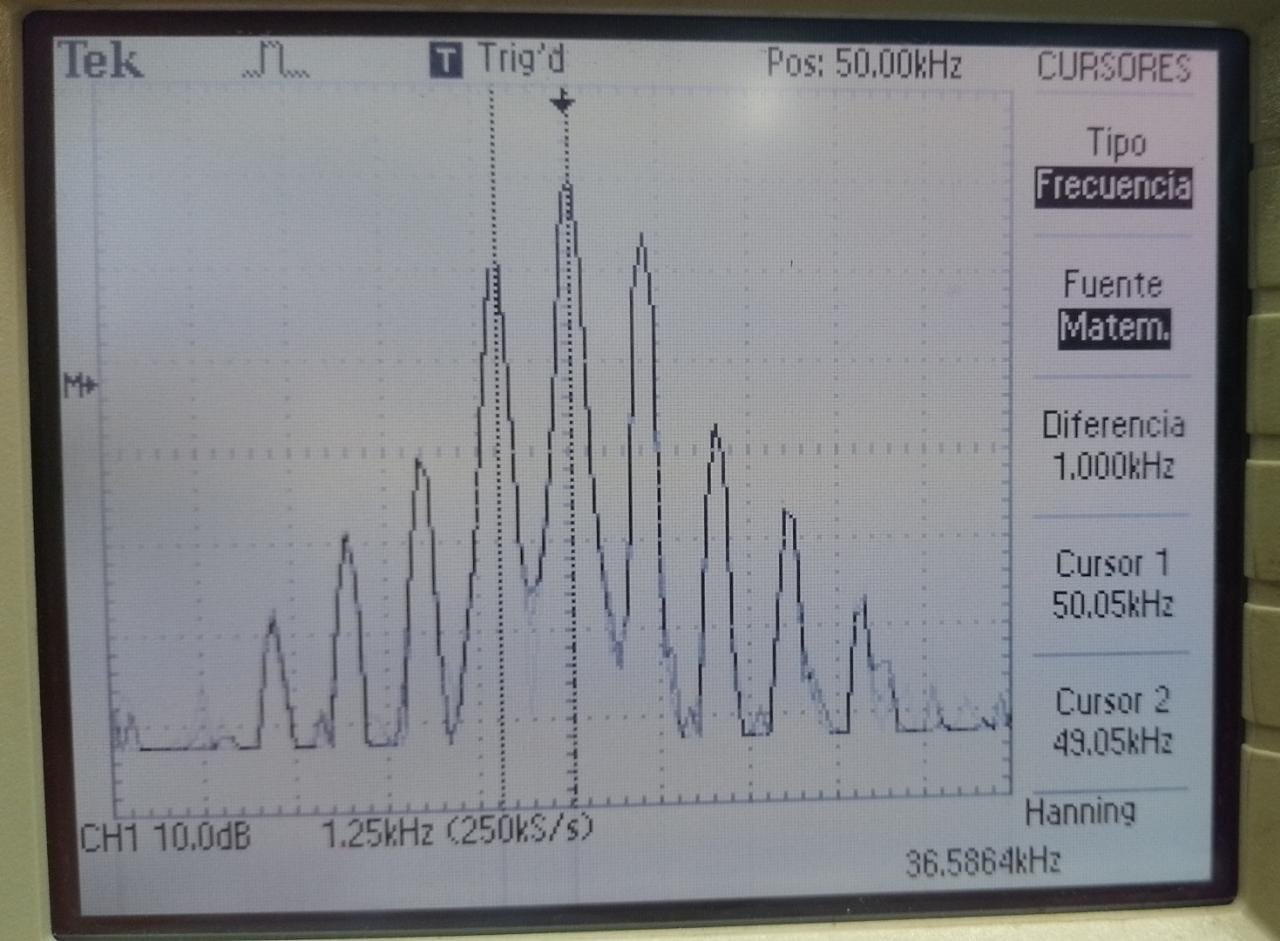 Tek T Trig'd Pos: 50.00kHz CURSORES
Tipo
Frecuencia
Fuente
Matem.
M
Diferencia
1.000kHz
Cursor 1
50.05kHz
Cursor 2
49.05kHz
Hanning
CH1 10.0dB 1.25kHz (250kS/s)
36.5864kHz